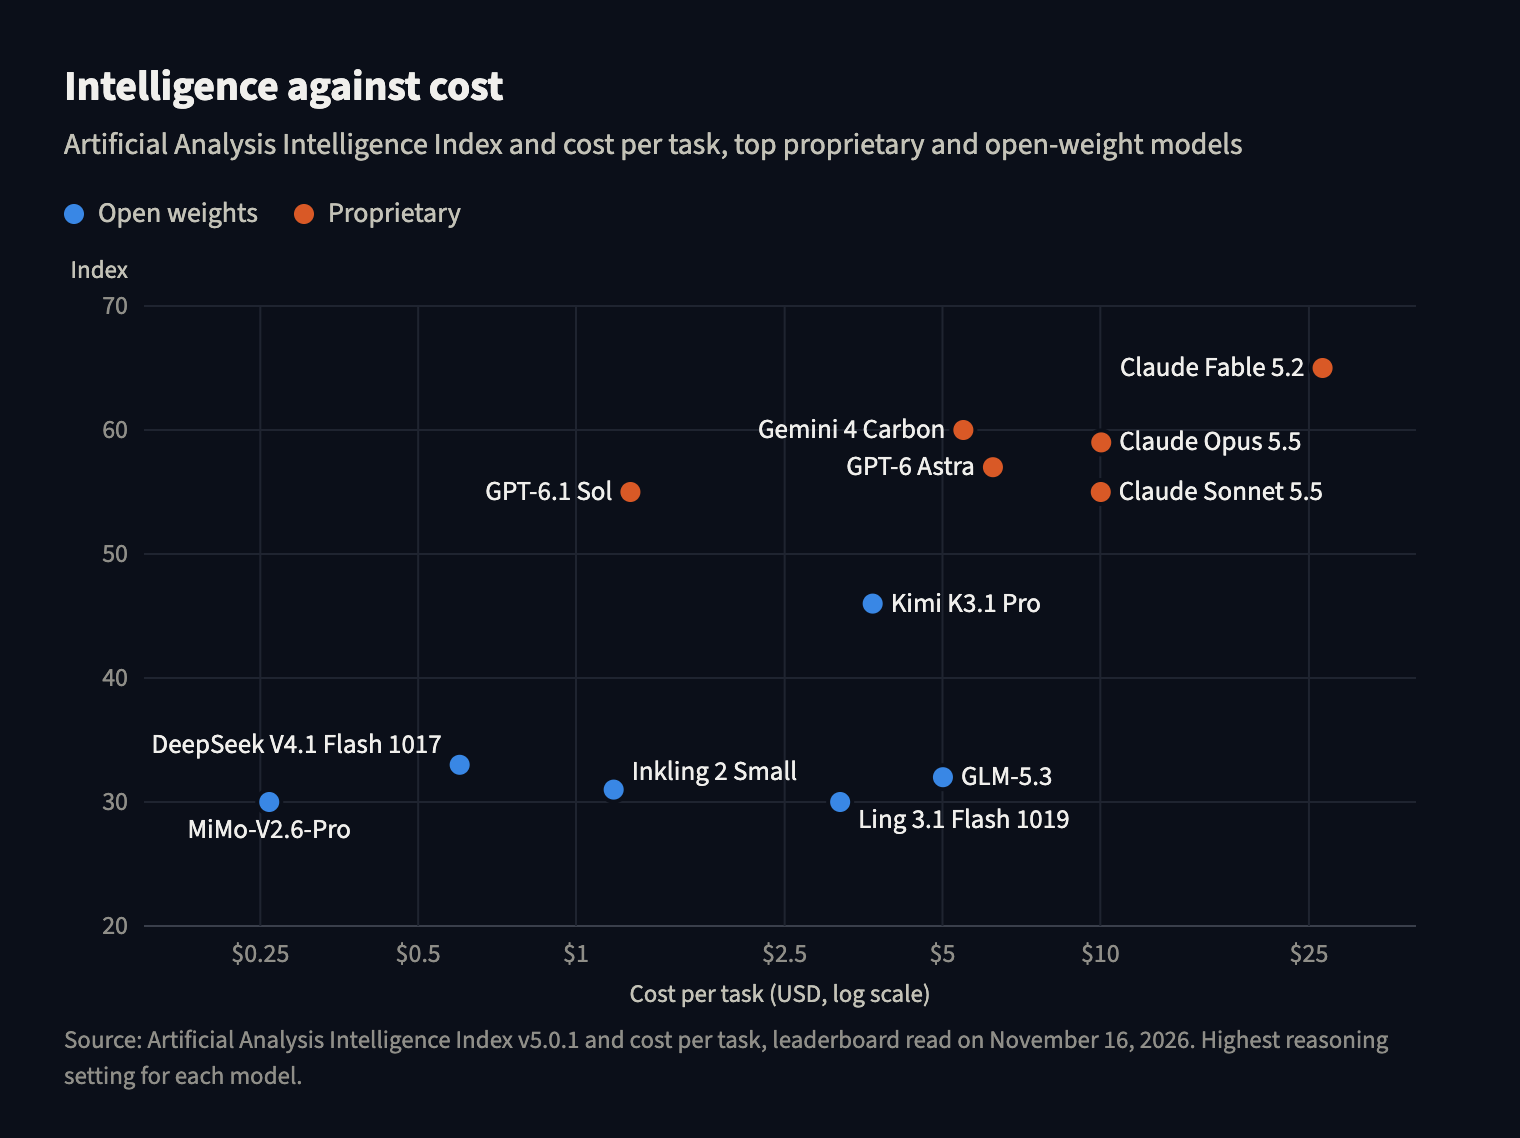 Intelligence against cost
Artificial Analysis Intelligence Index and cost per task, top proprietary and open-weight models
Open weights
Proprietary
Index
70
Claude Fable 5.2
60
Gemini 4 Carbon
Claude Opus 5.5
GPT-6 Astra
GPT-6.1 Sol
Claude Sonnet 5.5
50
Kimi K3.1 Pro
40
DeepSeek V4.1 Flash 1017
Inkling 2 Small
GLM-5.3
30
Ling 3.1 Flash 1019
MiMo-V2.6-Pro
20
$0.25
$0.5
$1
$2.5
$5
$10
$25
Cost per task (USD, log scale)
Source: Artificial Analysis Intelligence Index v5.0.1 and cost per task, leaderboard read on November 16, 2026. Highest reasoning
setting for each model.